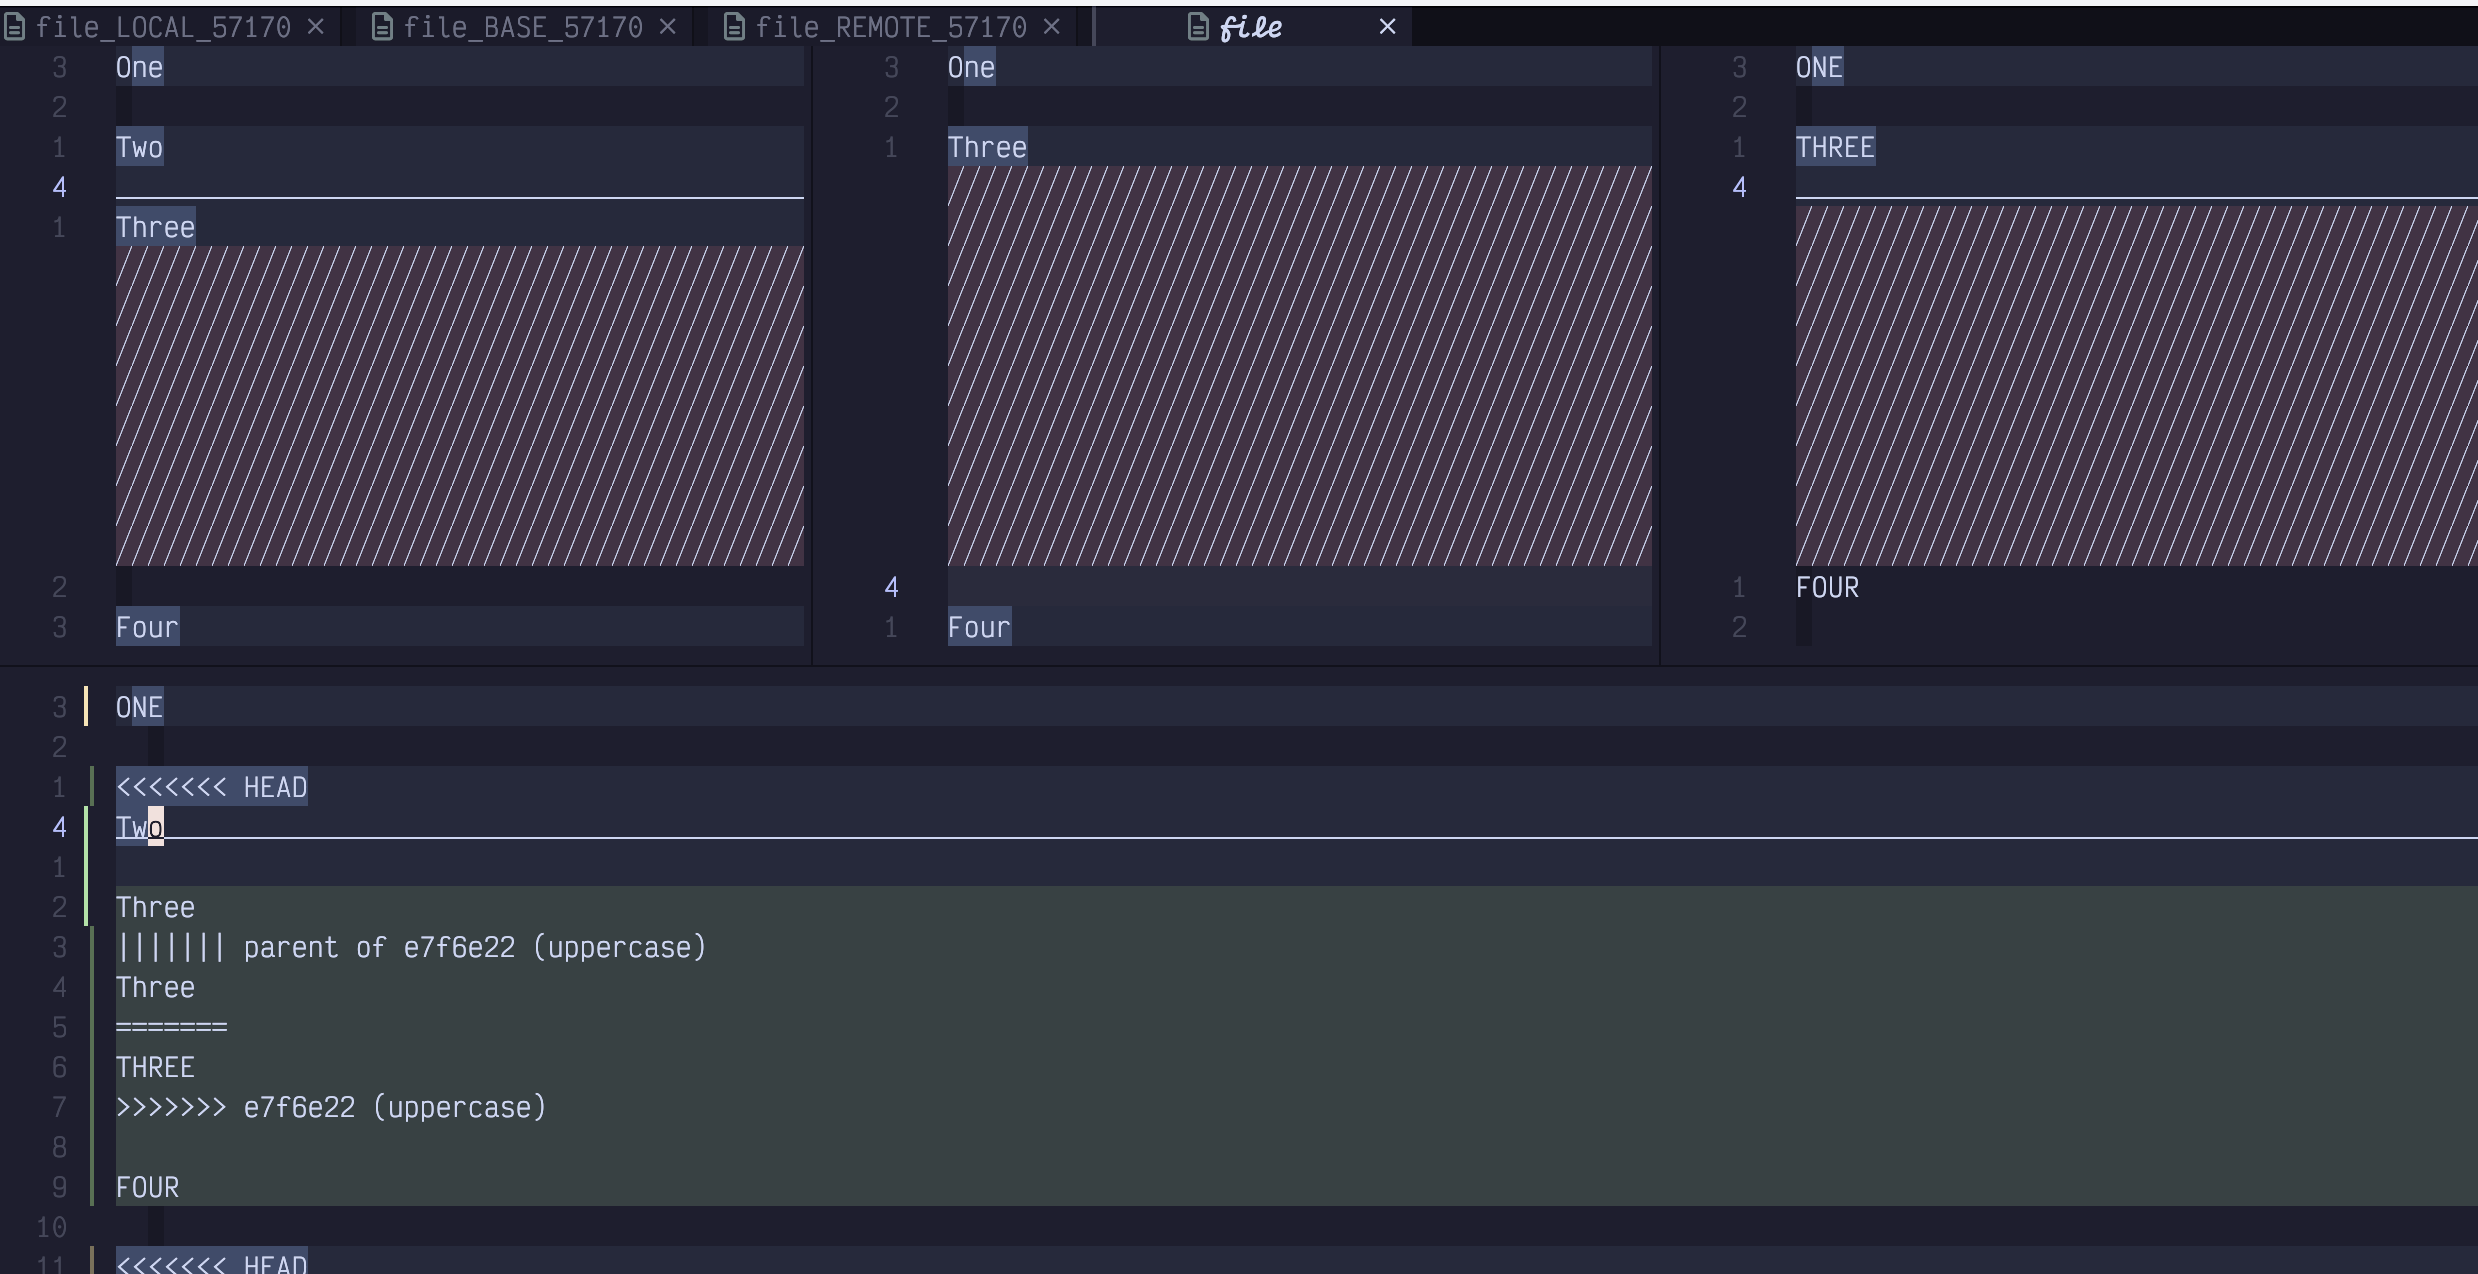 file_LOCAL_57170 × file_BASE_57170 × file_REMOTE_57170 × file ×
3 One
2
1 Two
4
1 Three
2
3 Four
3 One
2
1 Three
4
1 Four
3 ONE
2
1 THREE
4
1 FOUR
2
3 ONE
2
1 <<<<<<< HEAD
4 Two
1
2 Three
3 ||||||| parent of e7f6e22 (uppercase)
4 Three
5 =======
6 THREE
7 >>>>>>> e7f6e22 (uppercase)
8
9 FOUR
10
11 <<<<<<< HEAD